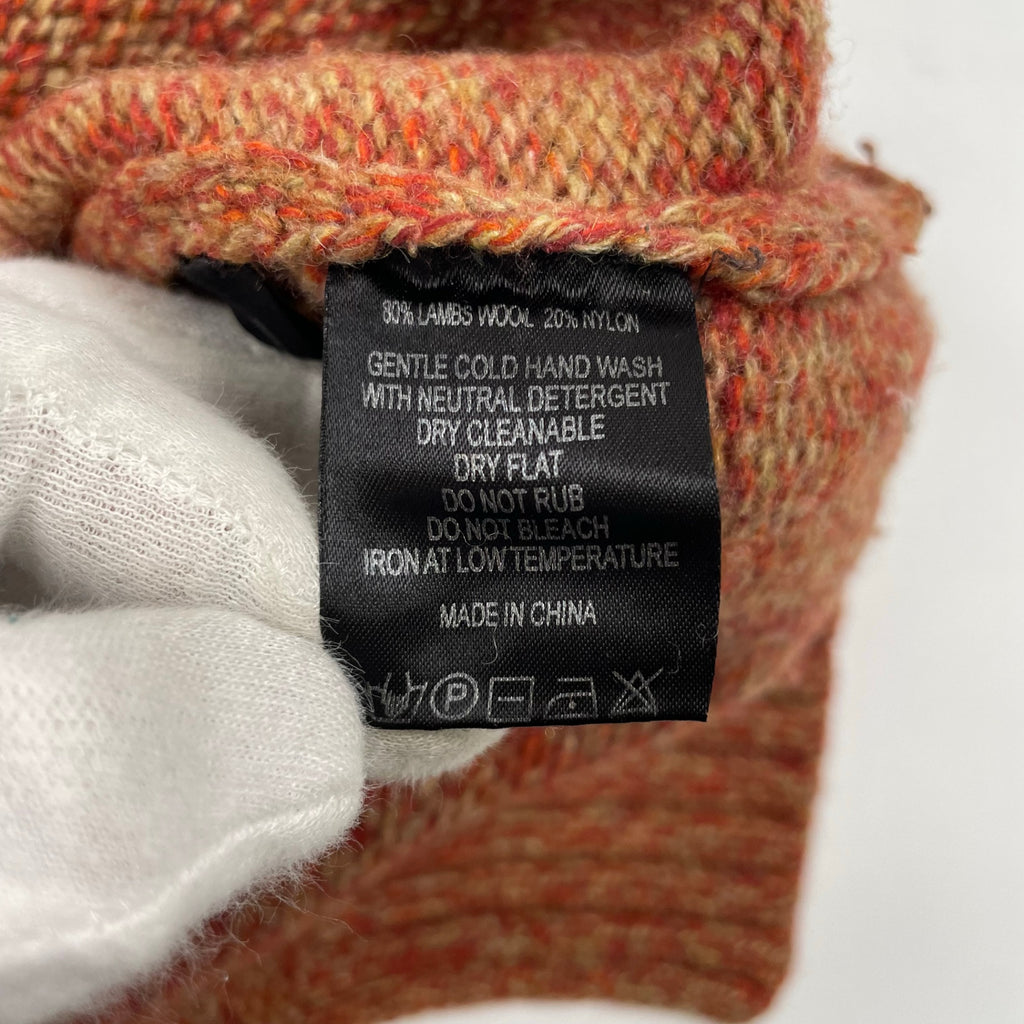 80% LAMBS WOOL 20% NYLON
GENTLE COLD HAND WASH
WITH NEUTRAL DETERGENT
DRY CLEANABLE
DRY FLAT
DO NOT RUB
DO NOT BLEACH
IRON AT LOW TEMPERATURE
MADE IN CHINA
P